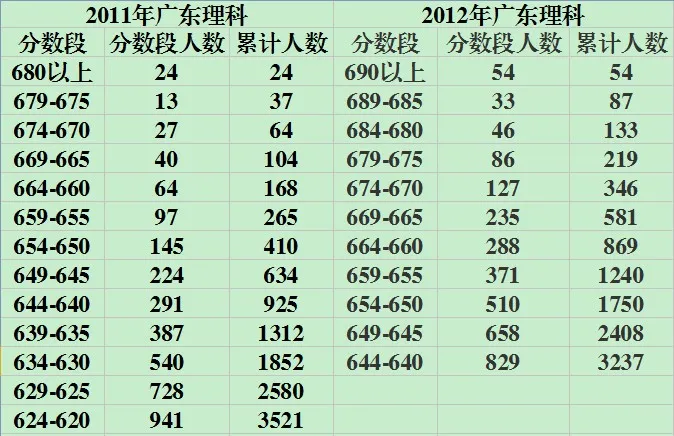 2011年广东理科 2012年广东理科
分数段 分数段人数 累计人数 分数段 分数段人数 累计人数
680以上 24 24 690以上 54 54
679-675 13 37 689-685 33 87
674-670 27 64 684-680 46 133
669-665 40 104 679-675 86 219
664-660 64 168 674-670 127 346
659-655 97 265 669-665 235 581
654-650 145 410 664-660 288 869
649-645 224 634 659-655 371 1240
644-640 291 925 654-650 510 1750
639-635 387 1312 649-645 658 2408
634-630 540 1852 644-640 829 3237
629-625 728 2580
624-620 941 3521